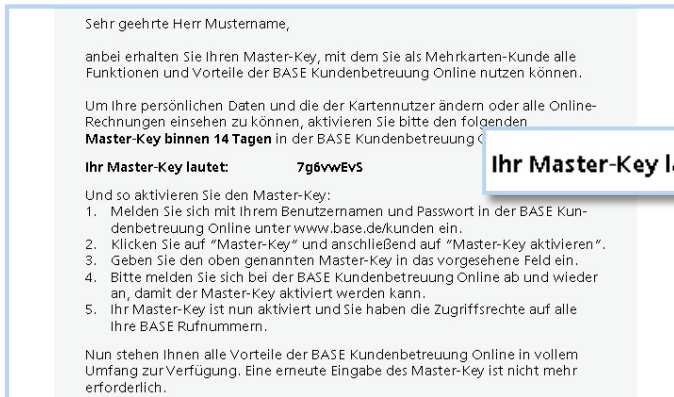 Sehr geehrte Herr Mustername,
anbei erhalten Sie Ihren Master-Key, mit dem Sie als Mehrkarten-Kunde alle
Funktionen und Vorteile der BASE Kundenbetreuung Online nutzen können.
Um Ihre persönlichen Daten und die der Kartennutzer ändern oder alle Online-
Rechnungen einsehen zu können, aktivieren Sie bitte den folgenden
Master-Key binnen 14 Tagen in der BASE Kundenbetreuung
Ihr Master-Key lautet: 7g6vwEvS
Ihr Master-Key
Und so aktivieren Sie den Master-Key:
1. Melden Sie sich mit Ihrem Benutzernamen und Passwort in der BASE Kun-
denbetreuung Online unter www.base.de/kunden ein.
2. Klicken Sie auf "Master-Key" und anschließend auf "Master-Key aktivieren".
3. Geben Sie den oben genannten Master-Key in das vorgesehene Feld ein.
4. Bitte melden Sie sich bei der BASE Kundenbetreuung Online ab und wieder
an, damit der Master-Key aktiviert werden kann.
5. Ihr Master-Key ist nun aktiviert und Sie haben die Zugriffsrechte auf alle
Ihre BASE Rufnummern.
Nun stehen Ihnen alle Vorteile der BASE Kundenbetreuung Online in vollem
Umfang zur Verfügung. Eine erneute Eingabe des Master-Key ist nicht mehr
erforderlich.